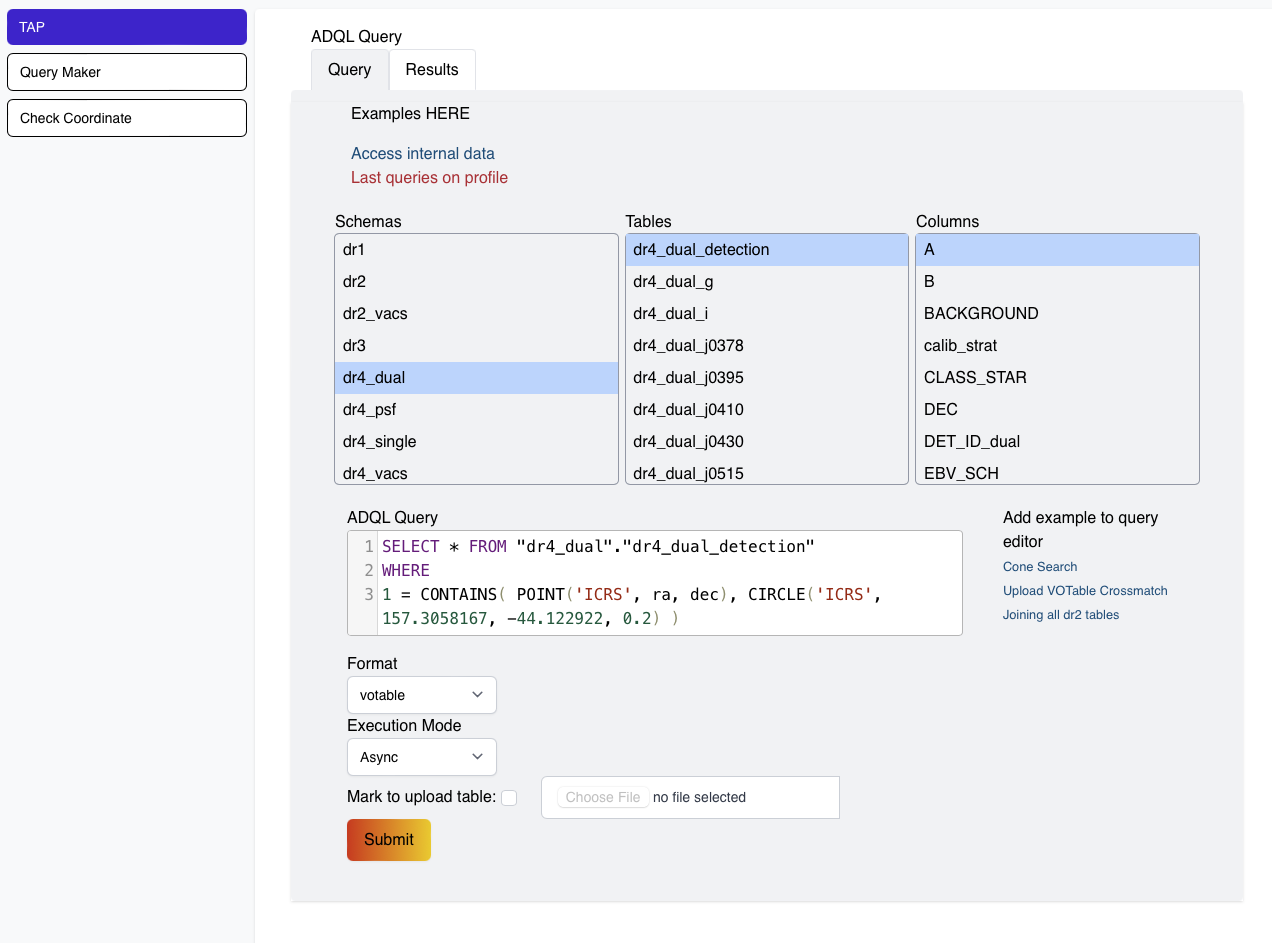 TAP
Query Maker
Check Coordinate
ADQL Query
Query Results
Examples HERE
Access internal data
Last queries on profile
Schemas Tables Columns
dr1 dr4_dual_detection A
dr2 dr4_dual_g B
dr2_vacs dr4_dual_i BACKGROUND
dr3 dr4_dual_j0378 calib_strat
dr4_dual dr4_dual_j0395 CLASS_STAR
dr4_psf dr4_dual_j0410 DEC
dr4_single dr4_dual_j0430 DET_ID_dual
dr4_vacs dr4_dual_j0515 EBV_SCH
ADQL Query
1 SELECT * FROM "dr4_dual"."dr4_dual_detection"
2 WHERE
3 1 = CONTAINS( POINT('ICRS', ra, dec), CIRCLE('ICRS',
157.3058167, -44.122922, 0.2) )
Add example to query
editor
Cone Search
Upload VOTable Crossmatch
Joining all dr2 tables
Format
votable
Execution Mode
Async
Mark to upload table: Choose File no file selected
Submit